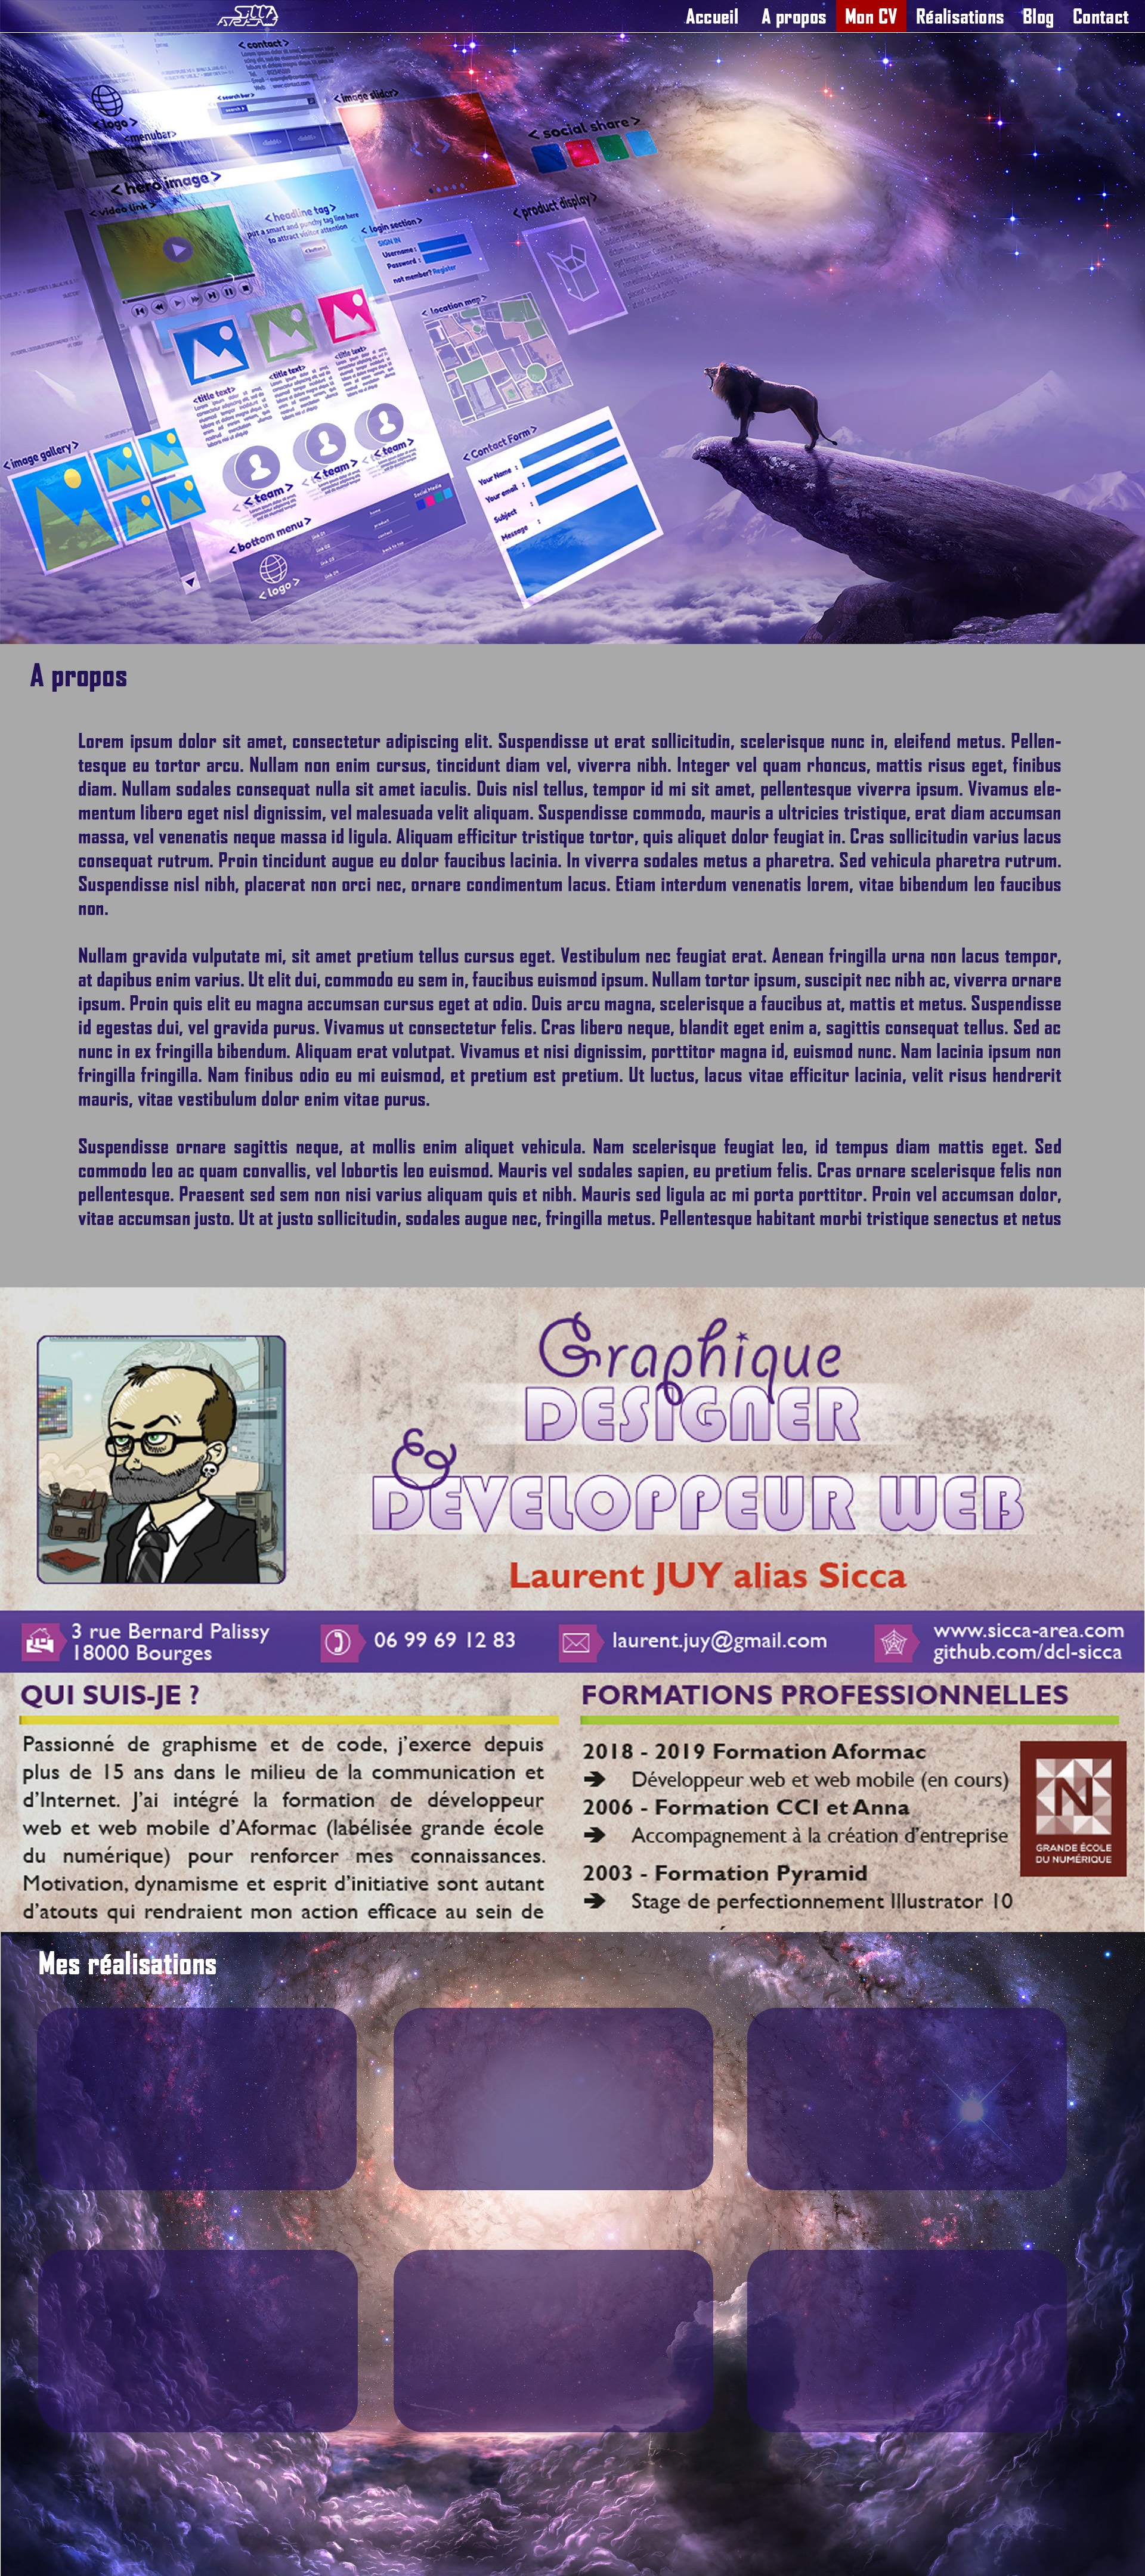 SICCA
AREA
Accueil
A propos
Mon CV
Réalisations
Blog
Contact
<contact>
<search bar>
<logo>
<menubar>
<image slider>
<social share>
<hero image>
<video link>
<headline tag>
put a smart and punchy tag line here
to attract visitor attention
<login section>
SIGN IN
Username :
Password :
not member? Register
<product display>
<location map>
<title text>
<title text>
<title text>
<image gallery>
<team>
<team>
<team>
<Contact Form>
Your Name :
Your email :
Subject :
Message :
Social Media
<bottom menu>
<logo>
A propos
Lorem ipsum dolor sit amet, consectetur adipiscing elit. Suspendisse ut erat sollicitudin, scelerisque nunc in, eleifend metus. Pellen-
tesque eu tortor arcu. Nullam non enim cursus, tincidunt diam vel, viverra nibh. Integer vel quam rhoncus, mattis risus eget, finibus
diam. Nullam sodales consequat nulla sit amet iaculis. Duis nisl tellus, tempor id mi sit amet, pellentesque viverra ipsum. Vivamus ele-
mentum libero eget nisl dignissim, vel malesuada velit aliquam. Suspendisse commodo, mauris a ultricies tristique, erat diam accumsan
massa, vel venenatis neque massa id ligula. Aliquam efficitur tristique tortor, quis aliquet dolor feugiat in. Cras sollicitudin varius lacus
consequat rutrum. Proin tincidunt augue eu dolor faucibus lacinia. In viverra sodales metus a pharetra. Sed vehicula pharetra rutrum.
Suspendisse nisl nibh, placerat non orci nec, ornare condimentum lacus. Etiam interdum venenatis lorem, vitae bibendum leo faucibus
non.
Nullam gravida vulputate mi, sit amet pretium tellus cursus eget. Vestibulum nec feugiat erat. Aenean fringilla urna non lacus tempor,
at dapibus enim varius. Ut elit dui, commodo eu sem in, faucibus euismod ipsum. Nullam tortor ipsum, suscipit nec nibh ac, viverra ornare
ipsum. Proin quis elit eu magna accumsan cursus eget at odio. Duis arcu magna, scelerisque a faucibus at, mattis et metus. Suspendisse
id egestas dui, vel gravida purus. Vivamus ut consectetur felis. Cras libero neque, blandit eget enim a, sagittis consequat tellus. Sed ac
nunc in ex fringilla bibendum. Aliquam erat volutpat. Vivamus et nisi dignissim, porttitor magna id, euismod nunc. Nam lacinia ipsum non
fringilla fringilla. Nam finibus odio eu mi euismod, et pretium est pretium. Ut luctus, lacus vitae efficitur lacinia, velit risus hendrerit
mauris, vitae vestibulum dolor enim vitae purus.
Suspendisse ornare sagittis neque, at mollis enim aliquet vehicula. Nam scelerisque feugiat leo, id tempus diam mattis eget. Sed
commodo leo ac quam convallis, vel lobortis leo euismod. Mauris vel sodales sapien, eu pretium felis. Cras ornare scelerisque felis non
pellentesque. Praesent sed sem non nisi varius aliquam quis et nibh. Mauris sed ligula ac mi porta porttitor. Proin vel accumsan dolor,
vitae accumsan justo. Ut at justo sollicitudin, sodales augue nec, fringilla metus. Pellentesque habitant morbi tristique senectus et netus
Graphique
DESIGNER
&
DEVELOPPEUR WEB
Laurent JUY alias Sicca
3 rue Bernard Palissy
18000 Bourges
06 99 69 12 83
laurent.juy@gmail.com
www.sicca-area.com
github.com/dcl-sicca
QUI SUIS-JE ?
Passionné de graphisme et de code, j'exerce depuis
plus de 15 ans dans le milieu de la communication et
d'Internet. J'ai intégré la formation de développeur
web et web mobile d'Aformac (labélisée grande école
du numérique) pour renforcer mes connaissances.
Motivation, dynamisme et esprit d'initiative sont autant
d'atouts qui rendraient mon action efficace au sein de
FORMATIONS PROFESSIONNELLES
2018 - 2019 Formation Aformac
➔ Développeur web et web mobile (en cours)
2006 - Formation CCI et Anna
➔ Accompagnement à la création d'entreprise
2003 - Formation Pyramid
➔ Stage de perfectionnement Illustrator 10
N
GRANDE ÉCOLE
DU NUMÉRIQUE
Mes réalisations